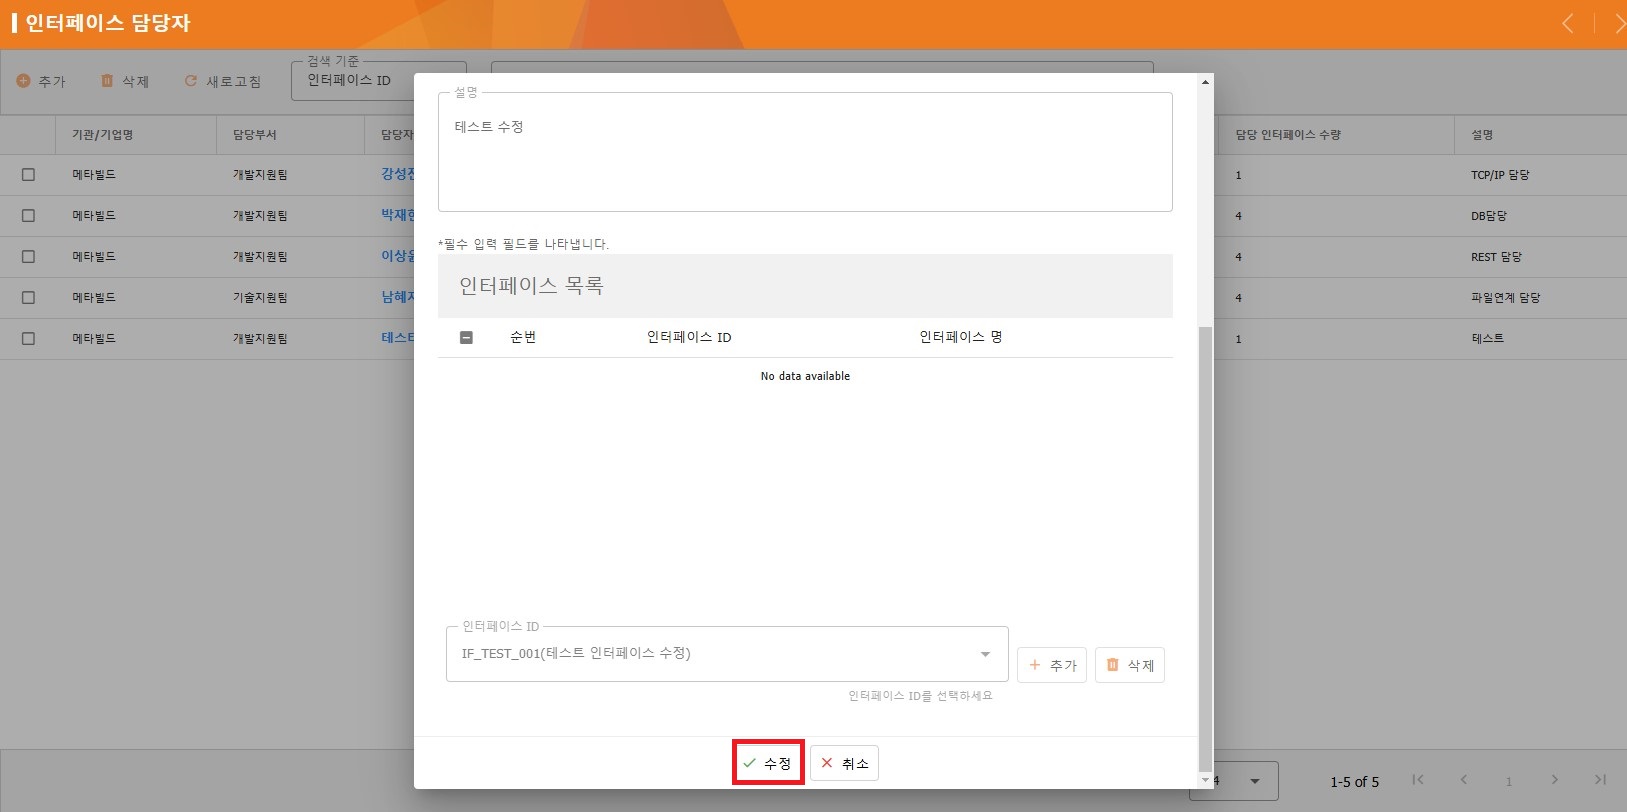 인터페이스 담당자
추가 삭제 새로고침 검색 기준 인터페이스 ID
기관/기업명 담당부서 담당자 담당 인터페이스 수량 설명
메타빌드 개발지원팀 1 TCP/IP 담당
메타빌드 개발지원팀 4 DB담당
메타빌드 개발지원팀 이상윤 4 REST 담당
메타빌드 기술지원팀 남혜지 4 파일연계 담당
메타빌드 개발지원팀 테스트 1 테스트
설명
테스트 수정
*필수 입력 필드를 나타냅니다.
인터페이스 목록
순번 인터페이스 ID 인터페이스 명
No data available
인터페이스 ID
IF_TEST_001(테스트 인터페이스 수정)
추가 삭제
인터페이스 ID를 선택하세요
수정 취소
4 1-5 of 5 1